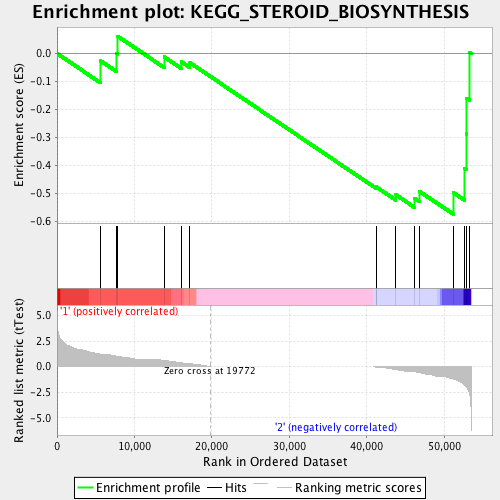 Enrichment plot: KEGG_STEROID_BIOSYNTHESIS
Enrichment score (ES)
0.0
-0.1
-0.2
-0.3
-0.4
-0.5
-0.6
'1' (positively correlated)
Ranked list metric (tTest)
5.0
2.5
0.0
-2.5
-5.0
Zero cross at 19772
'2' (negatively correlated)
0
10,000
20,000
30,000
40,000
50,000
Rank in Ordered Dataset
Enrichment profile
Hits
Ranking metric scores